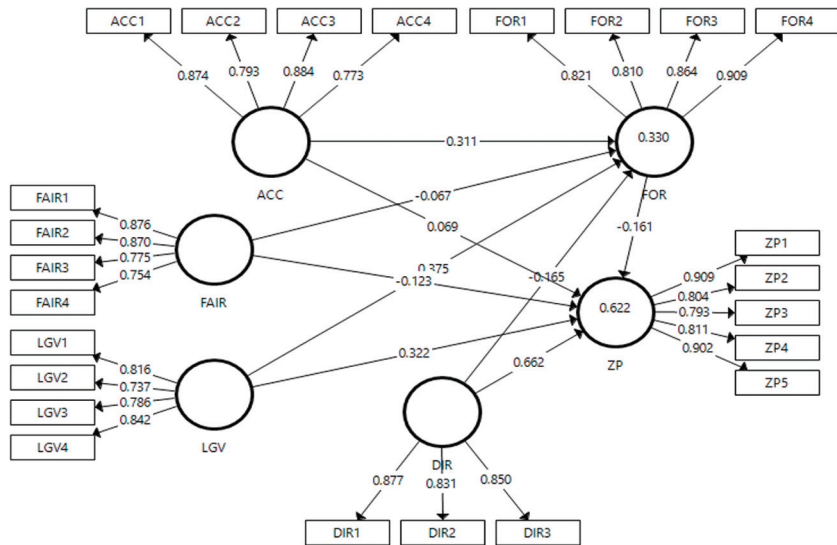 ACC1 ACC2 ACC3 ACC4 FOR1 FOR2 FOR3 FOR4
0.874 0.793 0.884 0.773 0.821 0.810 0.864 0.909
0.311 0.330
ACC FOR
-0.067
FAIR1
FAIR2
FAIR3
FAIR4
0.876
0.870
0.775
0.754
FAIR
0.069
-0.161
0.375
-0.165
-0.123
ZP1
ZP2
ZP3
ZP4
ZP5
0.909
0.804
0.793
0.811
0.902
0.622
ZP
LGV1
LGV2
LGV3
LGV4
0.816
0.737
0.786
0.842
LGV
0.322
0.662
DIR
0.877 0.831 0.850
DIR1 DIR2 DIR3